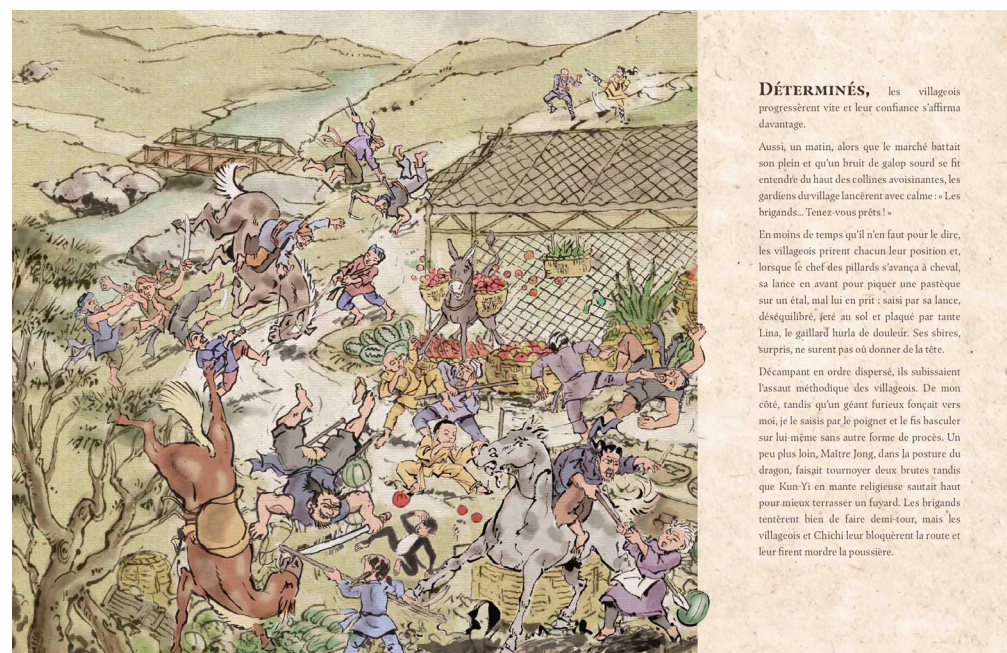 Déterminés, les villageois
progressèrent vite et leur confiance s'affirma
davantage.
Aussi, un matin, alors que le marché battait
son plein et qu'un bruit de galop sourd se fit
entendre du haut des collines avoisinantes, les
gardiens du village lancèrent avec calme : « Les
brigands... Tenez-vous prêts ! »
En moins de temps qu'il n'en faut pour le dire,
les villageois prirent chacun leur position et,
lorsque le chef des pillards s'avança à cheval,
sa lance en avant pour piquer une pastèque
sur un étal, mal lui en prit : saisi par sa lance,
déséquilibré, jeté au sol et plaqué par tante
Lina, le gaillard hurla de douleur. Ses sbires,
surpris, ne surent pas où donner de la tête.
Décampant en ordre dispersé, ils subissaient
l'assaut méthodique des villageois. De mon
côté, tandis qu'un géant furieux fonçait vers
moi, je le saisis par le poignet et le fis basculer
sur lui-même sans autre forme de procès. Un
peu plus loin, Maître Jong, dans la posture du
dragon, faisait tournoyer deux brutes tandis
que Kun-Yi en mante religieuse sautait haut
pour mieux terrasser un fuyard. Les brigands
tentèrent bien de faire demi-tour, mais les
villageois et Chichi leur bloquèrent la route et
leur firent mordre la poussière.